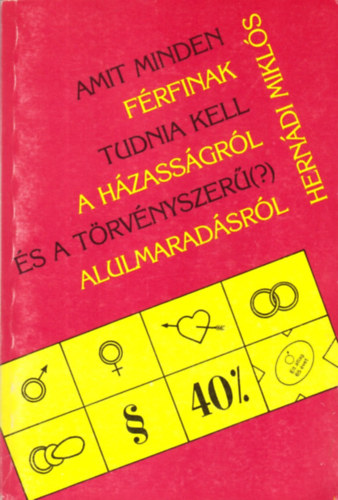 AMIT MINDEN
FÉRFINAK
TUDNIA KELL
A HÁZASSÁGRÓL
ÉS A TÖRVÉNYSZERŰ(?)
ALULMARADÁSRÓL
HERNÁDI MIKLÓS
§
40%